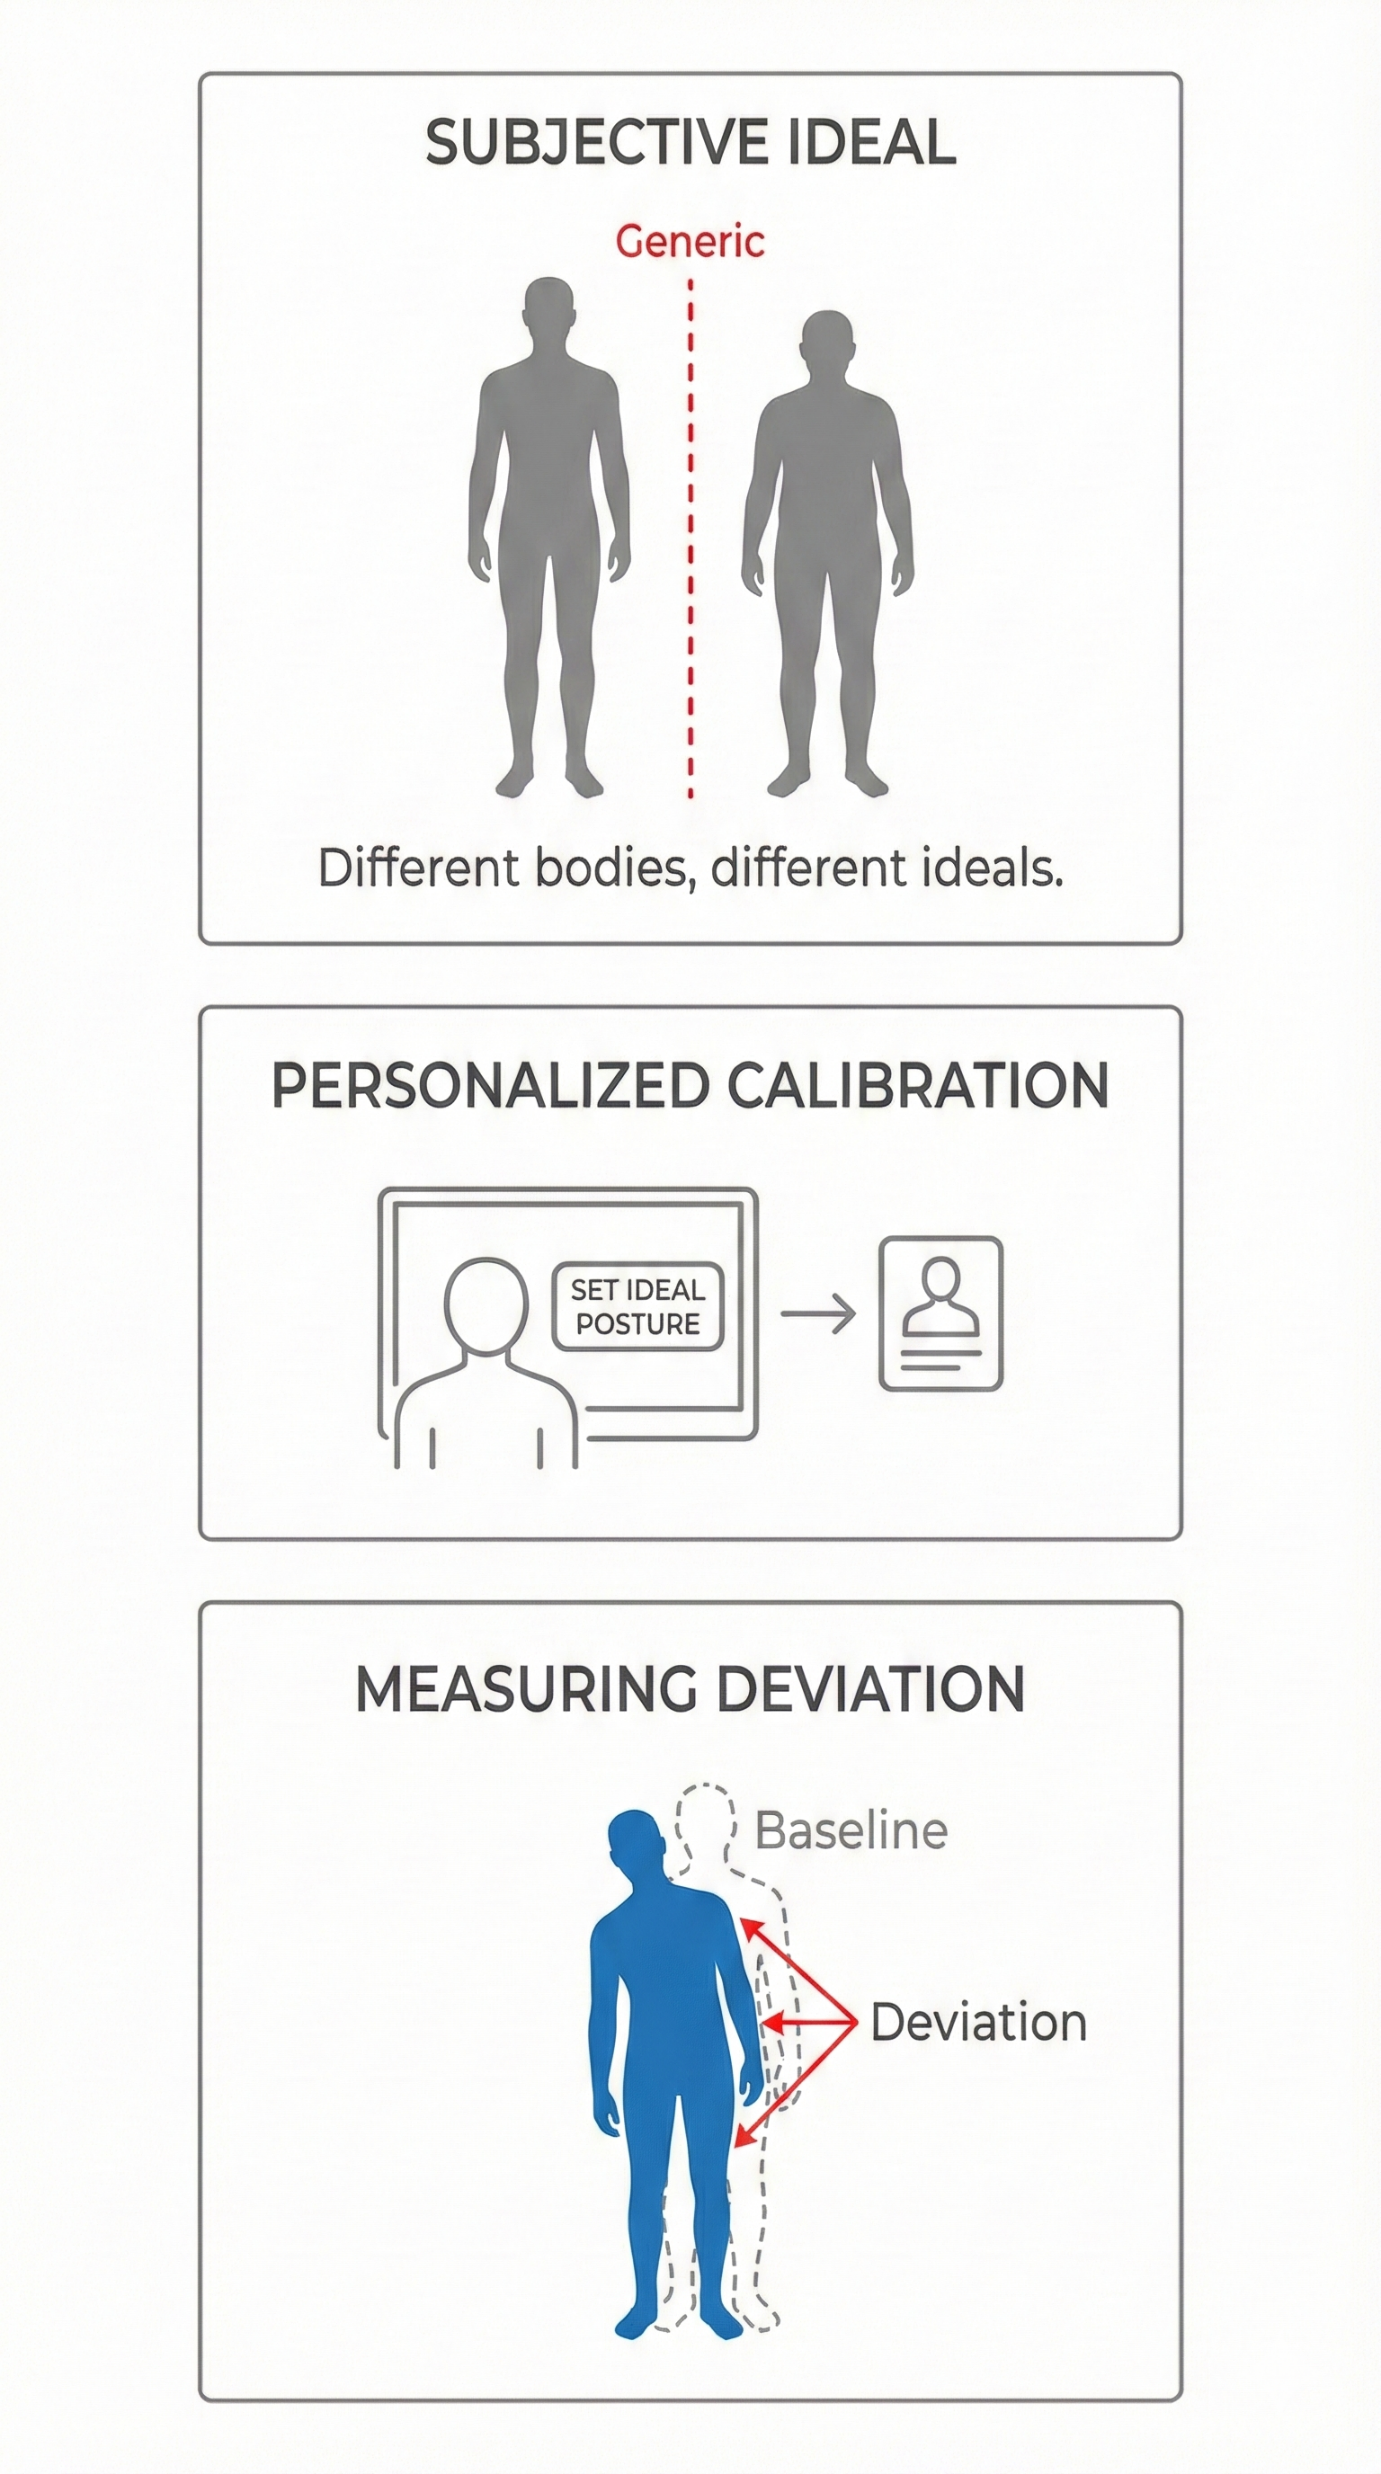 SUBJECTIVE IDEAL
Generic
Different bodies, different ideals.
PERSONALIZED CALIBRATION
SET IDEAL
POSTURE
MEASURING DEVIATION
Baseline
Deviation